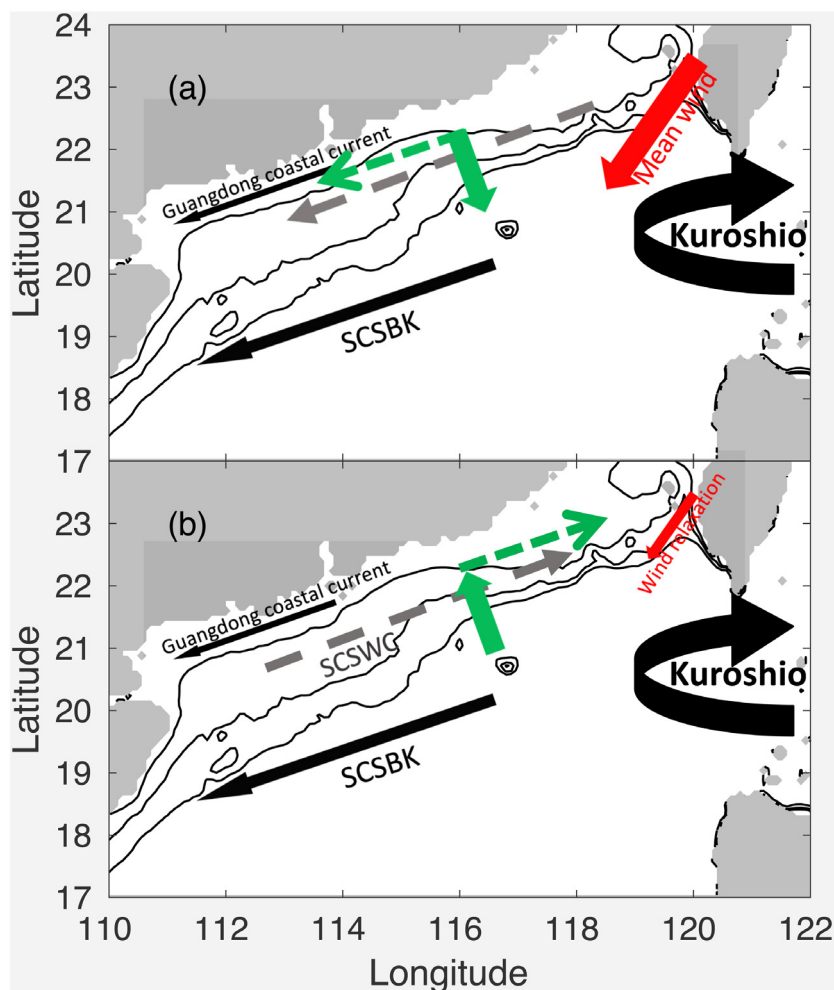 24
(a)
23
Mean wind
22
Guangdong coastal current
21
Kuroshio
20
19
SCSBK
18
Latitude
17
(b)
23
Wind relaxation
22
Guangdong coastal current
21
SCSWC
Kuroshio
20
19
SCSBK
18
Latitude
17
110 112 114 116 118 120 122
Longitude